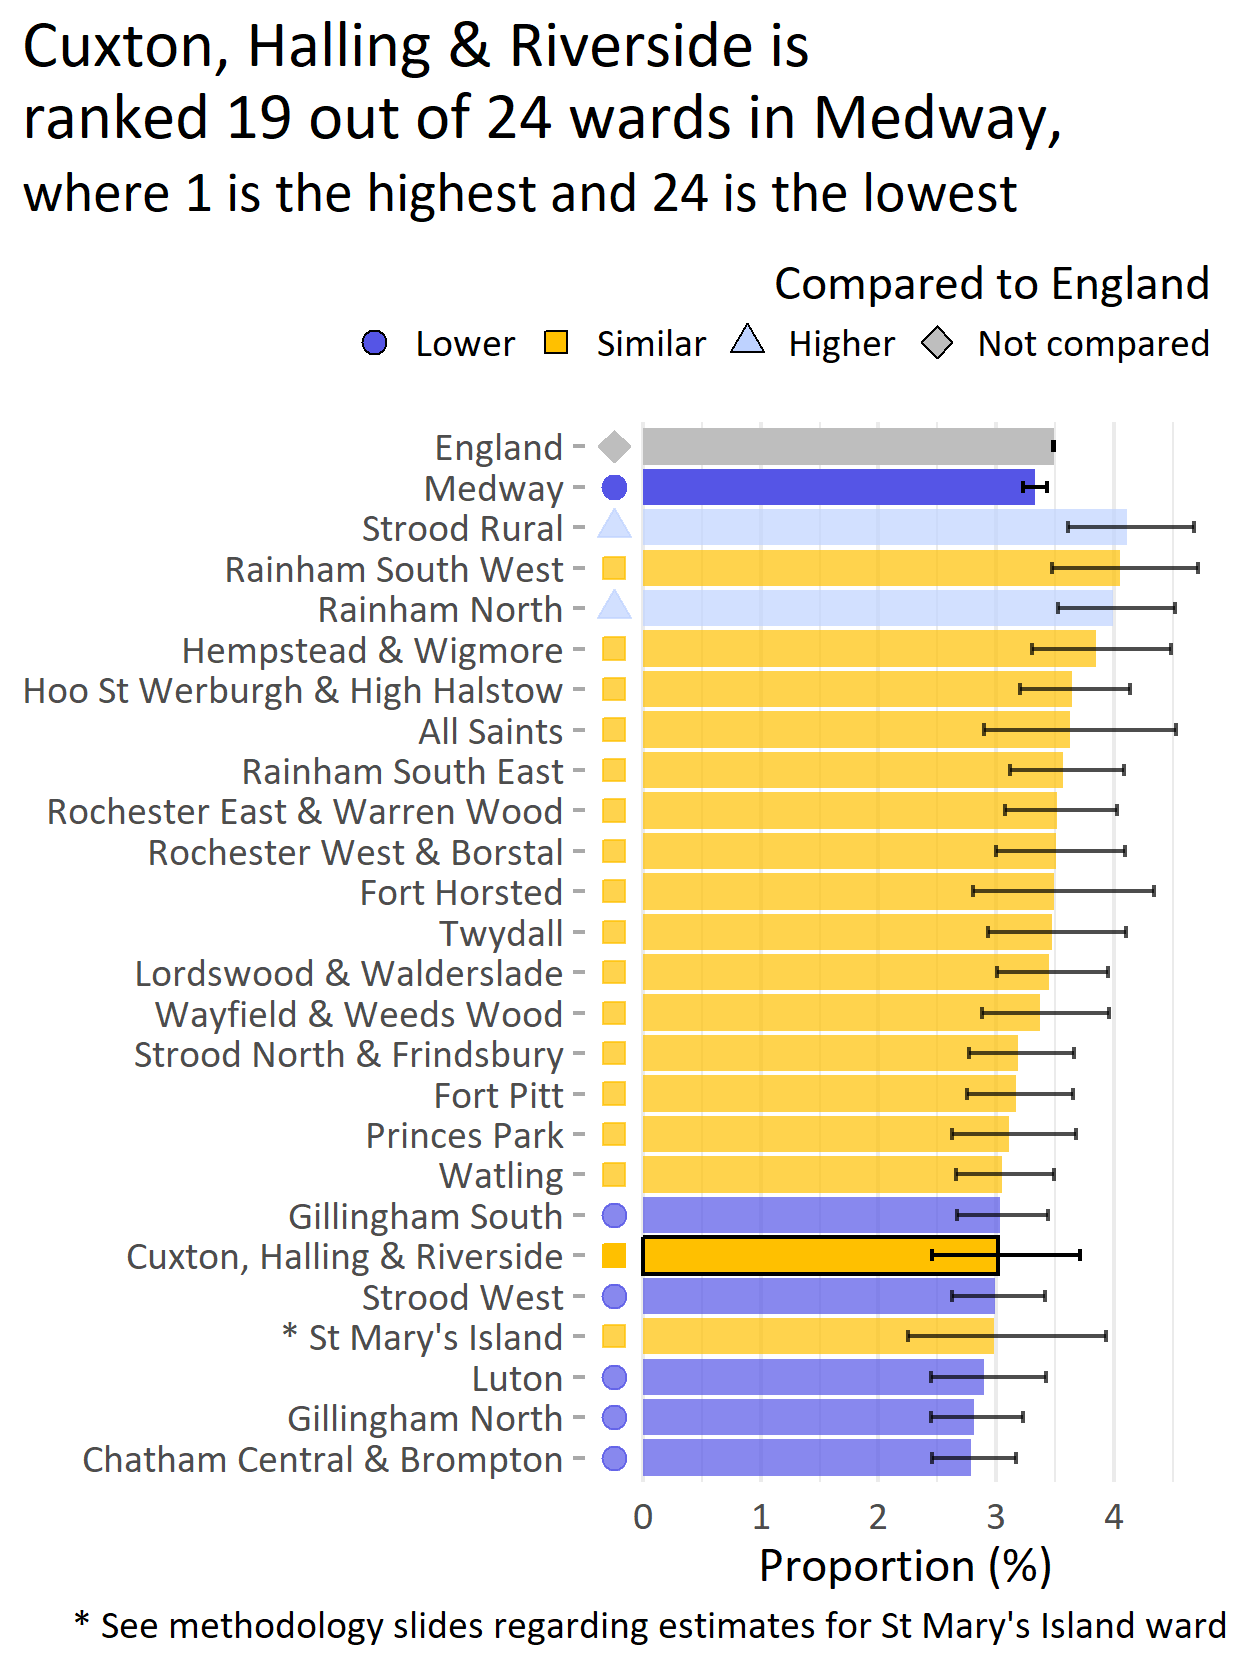 Cuxton, Halling & Riverside is
ranked 19 out of 24 wards in Medway,
where 1 is the highest and 24 is the lowest
Compared to England
Lower Similar Higher Not compared
England
Medway
Strood Rural
Rainham South West
Rainham North
Hempstead & Wigmore
Hoo St Werburgh & High Halstow
All Saints
Rainham South East
Rochester East & Warren Wood
Rochester West & Borstal
Fort Horsted
Twydall
Lordswood & Walderslade
Wayfield & Weeds Wood
Strood North & Frindsbury
Fort Pitt
Princes Park
Watling
Gillingham South
Cuxton, Halling & Riverside
Strood West
* St Mary's Island
Luton
Gillingham North
Chatham Central & Brompton
0 1 2 3 4
Proportion (%)
* See methodology slides regarding estimates for St Mary's Island ward